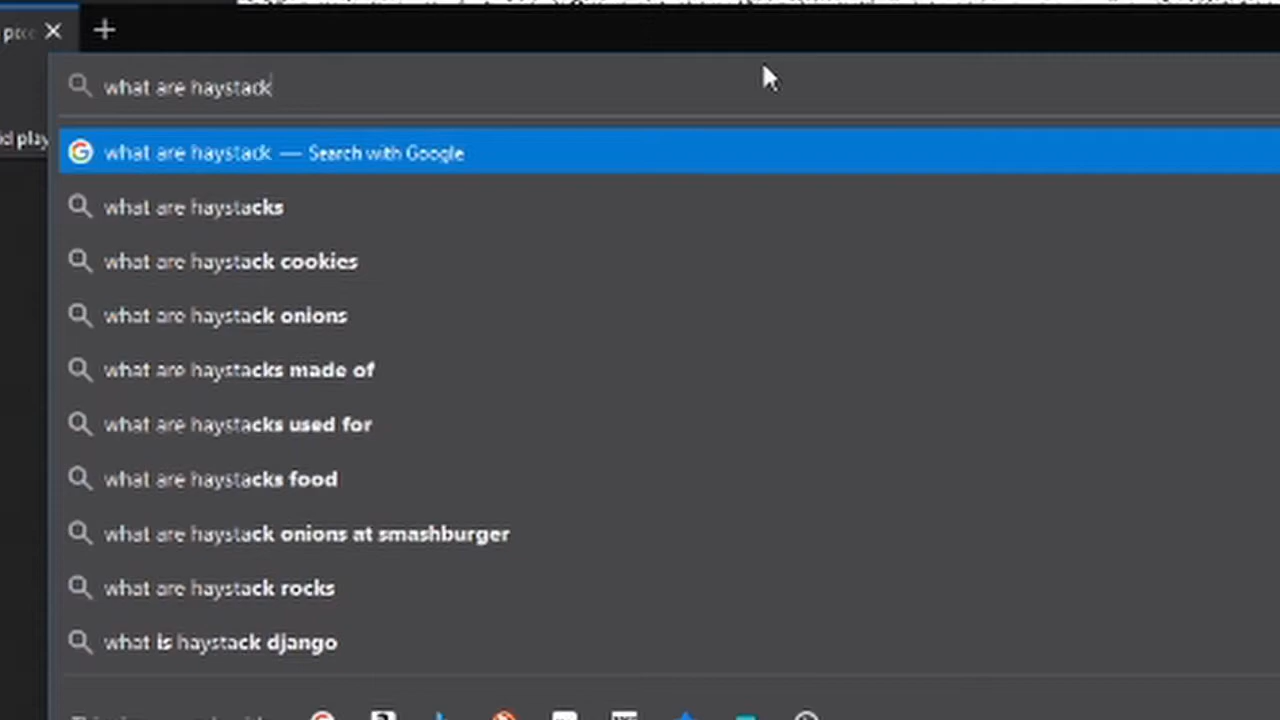 what are haystack
id play
what are haystack — Search with Google
what are haystacks
what are haystack cookies
what are haystack onions
what are haystacks made of
what are haystacks used for
what are haystacks food
what are haystack onions at smashburger
what are haystack rocks
what is haystack django